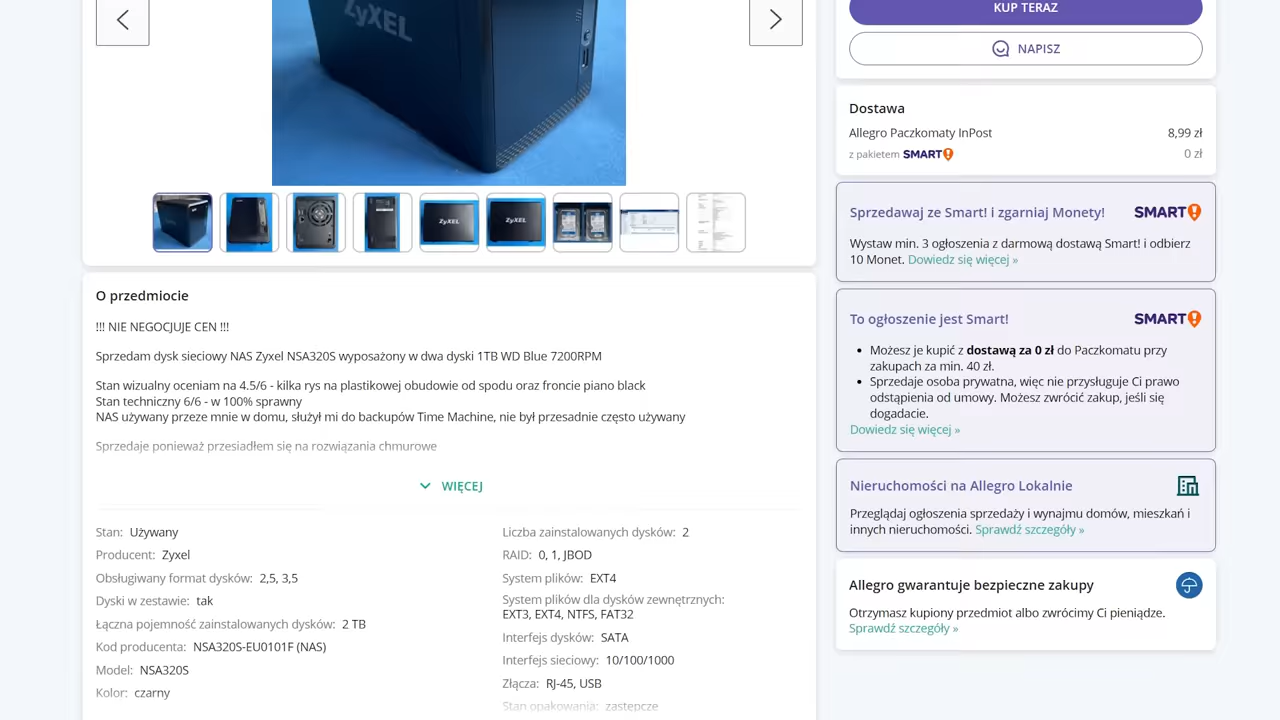 ZyXEL
ZyXEL
ZyXEL
O przedmiocie
!!! NIE NEGOCJUJE CEN !!!
Sprzedam dysk sieciowy NAS Zyxel NSA320S wyposażony w dwa dyski 1TB WD Blue 7200RPM
Stan wizualny oceniam na 4.5/6 - kilka rys na plastikowej obudowie od spodu oraz froncie piano black
Stan techniczny 6/6 - w 100% sprawny
NAS używany przeze mnie w domu, służył mi do backupów Time Machine, nie był przesadnie często używany
Sprzedaje ponieważ przesiadłem się na rozwiązania chmurowe
WIĘCEJ
Stan: Używany
Producent: Zyxel
Obsługiwany format dysków: 2,5, 3,5
Dyski w zestawie: tak
Łączna pojemność zainstalowanych dysków: 2 TB
Kod producenta: NSA320S-EU0101F (NAS)
Model: NSA320S
Kolor: czarny
Liczba zainstalowanych dysków: 2
RAID: 0, 1, JBOD
System plików: EXT4
System plików dla dysków zewnętrznych:
EXT3, EXT4, NTFS, FAT32
Interfejs dysków: SATA
Interfejs sieciowy: 10/100/1000
Złącza: RJ-45, USB
Stan opakowania: zastępcze
KUP TERAZ
NAPISZ
Dostawa
Allegro Paczkomaty InPost 8,99 zł
z pakietem SMART! 0 zł
Sprzedawaj ze Smart! i zgarniaj Monety! SMART!
Wystaw min. 3 ogłoszenia z darmową dostawą Smart! i odbierz
10 Monet. Dowiedz się więcej »
To ogłoszenie jest Smart! SMART!
• Możesz je kupić z dostawą za 0 zł do Paczkomatu przy
zakupach za min. 40 zł.
• Sprzedaje osoba prywatna, więc nie przysługuje Ci prawo
odstąpienia od umowy. Możesz zwrócić zakup, jeśli się
dogadacie.
Dowiedz się więcej »
Nieruchomości na Allegro Lokalnie
Przeglądaj ogłoszenia sprzedaży i wynajmu domów, mieszkań i
innych nieruchomości. Sprawdź szczegóły »
Allegro gwarantuje bezpieczne zakupy
Otrzymasz kupiony przedmiot albo zwrócimy Ci pieniądze.
Sprawdź szczegóły »